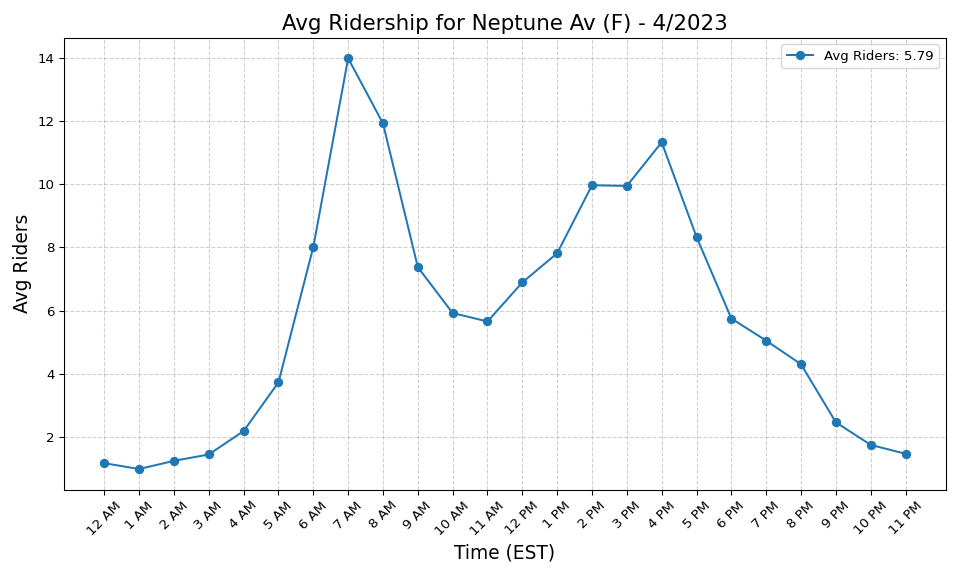 Avg Ridership for Neptune Av (F) - 4/2023
Avg Riders: 5.79
Avg Riders
14
12
10
8
6
4
2
12 AM
1 AM
2 AM
3 AM
4 AM
5 AM
6 AM
7 AM
8 AM
9 AM
10 AM
11 AM
12 PM
1 PM
2 PM
3 PM
4 PM
5 PM
6 PM
7 PM
8 PM
9 PM
10 PM
11 PM
Time (EST)